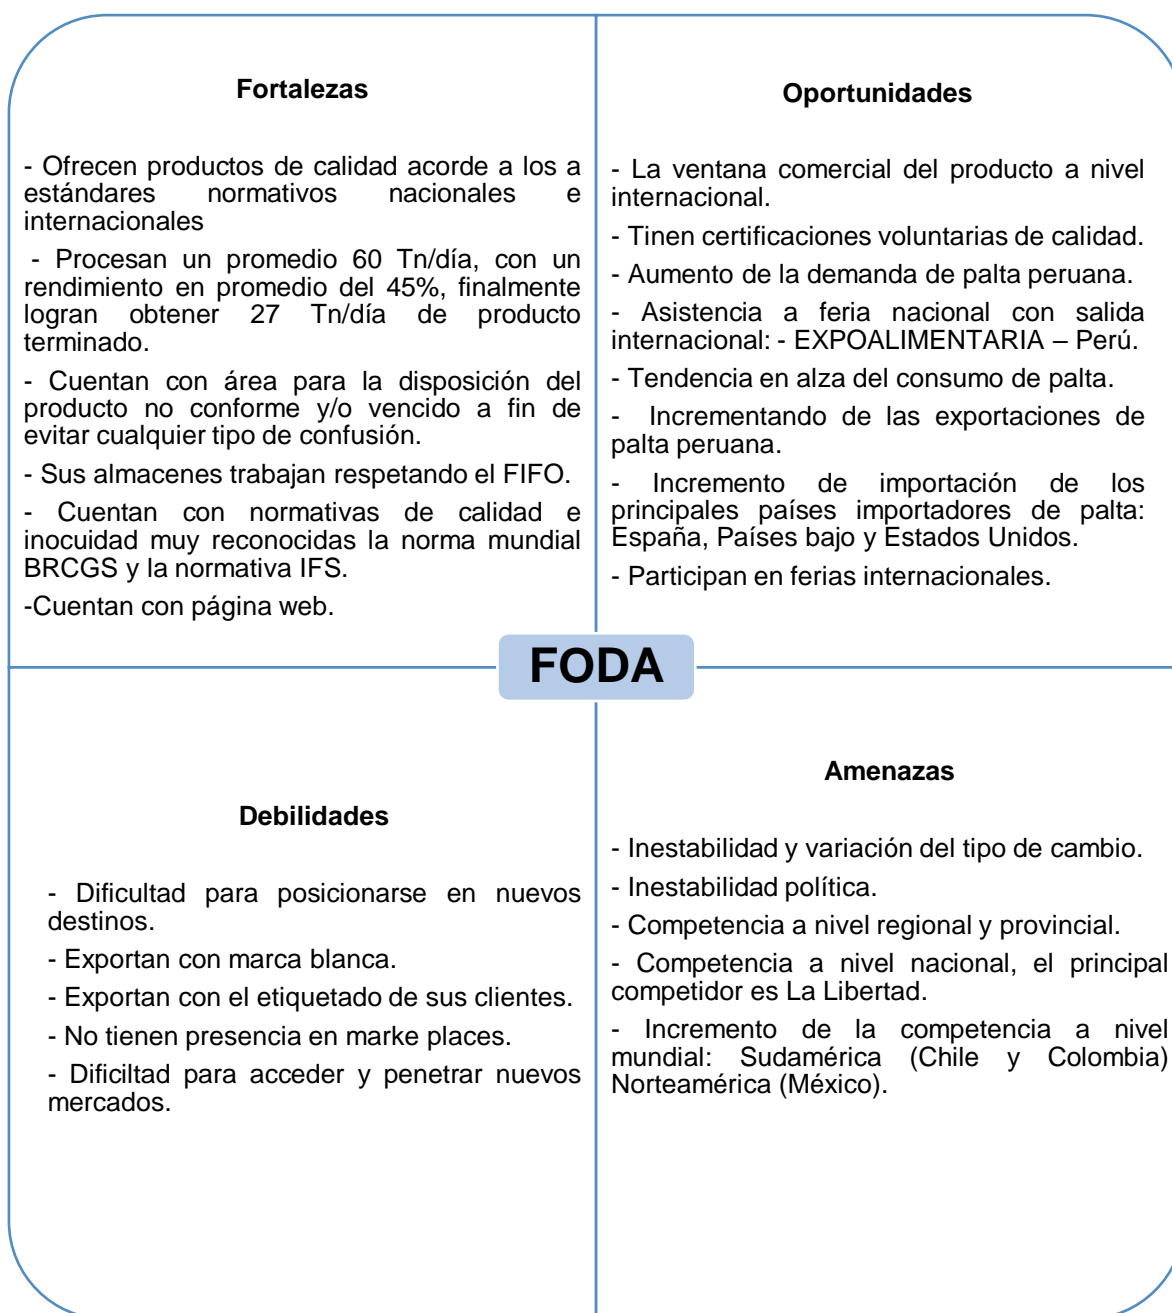 Fortalezas
- Ofrecen productos de calidad acorde a los a
estándares normativos nacionales e
internacionales
- Procesan un promedio 60 Tn/día, con un
rendimiento en promedio del 45%, finalmente
logran obtener 27 Tn/día de producto
terminado.
- Cuentan con área para la disposición del
producto no conforme y/o vencido a fin de
evitar cualquier tipo de confusión.
- Sus almacenes trabajan respetando el FIFO.
- Cuentan con normativas de calidad e
inocuidad muy reconocidas la norma mundial
BRCGS y la normativa IFS.
-Cuentan con página web.
Oportunidades
- La ventana comercial del producto a nivel
internacional.
- Tinen certificaciones voluntarias de calidad.
- Aumento de la demanda de palta peruana.
- Asistencia a feria nacional con salida
internacional: - EXPOALIMENTARIA – Perú.
- Tendencia en alza del consumo de palta.
- Incrementando de las exportaciones de
palta peruana.
- Incremento de importación de los
principales países importadores de palta:
España, Países bajo y Estados Unidos.
- Participan en ferias internacionales.
FODA
Debilidades
- Dificultad para posicionarse en nuevos
destinos.
- Exportan con marca blanca.
- Exportan con el etiquetado de sus clientes.
- No tienen presencia en marke places.
- Dificiltad para acceder y penetrar nuevos
mercados.
Amenazas
- Inestabilidad y variación del tipo de cambio.
- Inestabilidad política.
- Competencia a nivel regional y provincial.
- Competencia a nivel nacional, el principal
competidor es La Libertad.
- Incremento de la competencia a nivel
mundial: Sudamérica (Chile y Colombia)
Norteamérica (México).